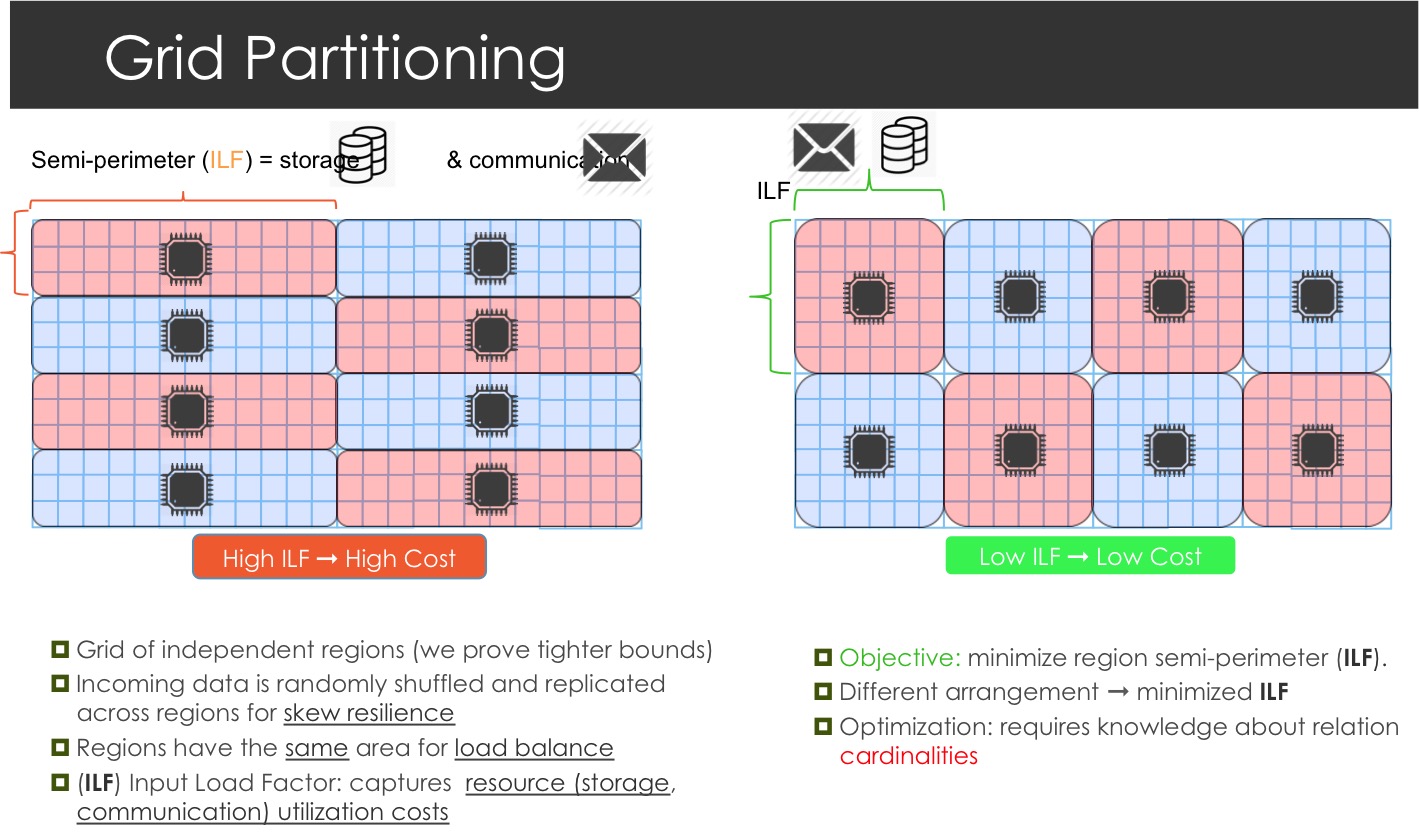 Grid Partitioning
Semi-perimeter (ILF) = storage & communication
ILF
High ILF → High Cost
Low ILF → Low Cost
Grid of independent regions (we prove tighter bounds)
Incoming data is randomly shuffled and replicated
across regions for skew resilience
Regions have the same area for load balance
(ILF) Input Load Factor: captures resource (storage,
communication) utilization costs
Objective: minimize region semi-perimeter (ILF).
Different arrangement → minimized ILF
Optimization: requires knowledge about relation
cardinalities